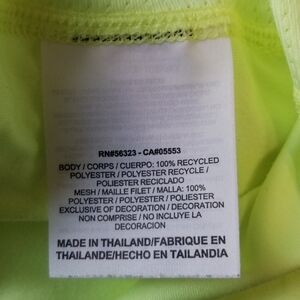 RN#56323 - CA#05553
BODY / CORPS / CUERPO: 100% RECYCLED
POLYESTER / POLYESTER RECYCLE /
POLIESTER RECICLADO
MESH / MAILLE FILET / MALLA: 100%
POLYESTER / POLYESTER / POLIESTER
EXCLUSIVE OF DECORATION / DECORATION
NON COMPRISE / NO INCLUYE LA
DECORACION
MADE IN THAILAND/FABRIQUE EN
THAILANDE/HECHO EN TAILANDIA